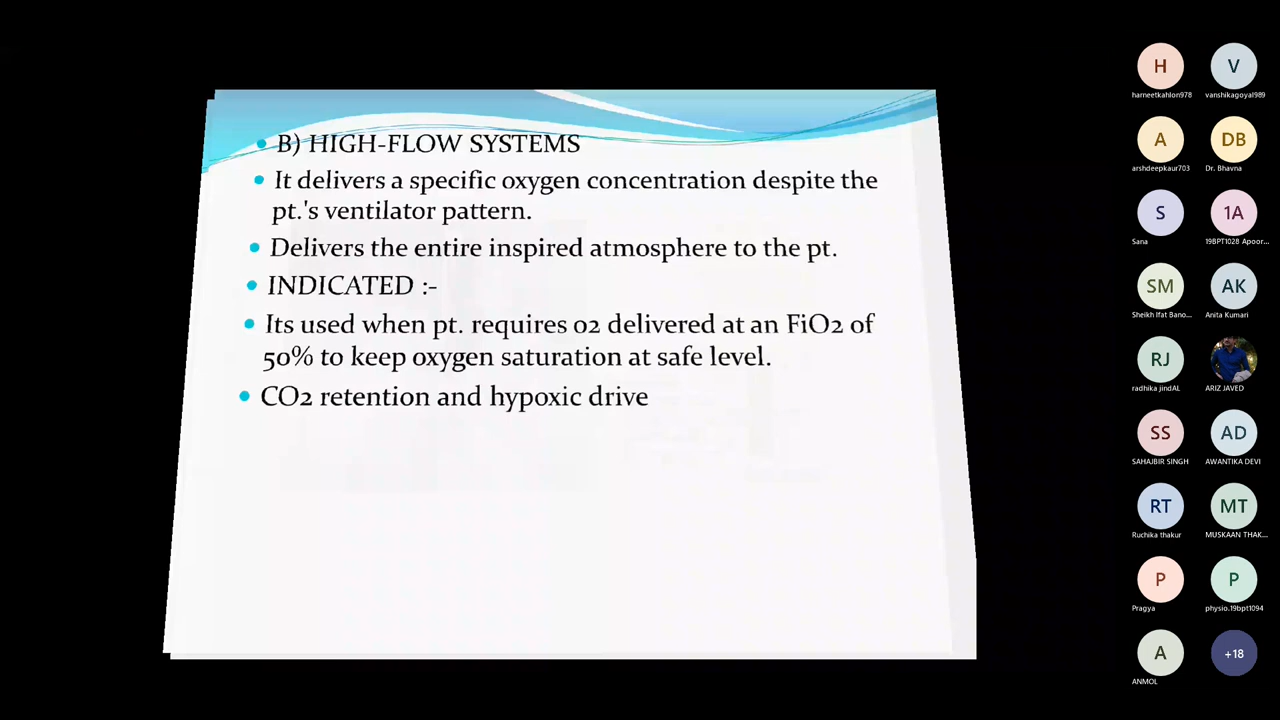 B) HIGH-FLOW SYSTEMS
It delivers a specific oxygen concentration despite the
pt.'s ventilator pattern.
Delivers the entire inspired atmosphere to the pt.
INDICATED :-
Its used when pt. requires o2 delivered at an FiO2 of
50% to keep oxygen saturation at safe level.
CO2 retention and hypoxic drive
H
V
harneetkahlon978
vanshikagoyal989
A
DB
arshdeepkaur703
Dr. Bhavna
S
1A
Sana
19BPT1028 Apoor...
SM
AK
Sheikh Ifat Bano...
Anita Kumari
RJ
radhika jindAL
ARIZ JAVED
SS
AD
SAHAJBIR SINGH
AWANTIKA DEVI
RT
MT
Ruchika thakur
MUSKAAN THAK...
P
P
Pragya
physio.19bpt1094
A
+18
ANMOL